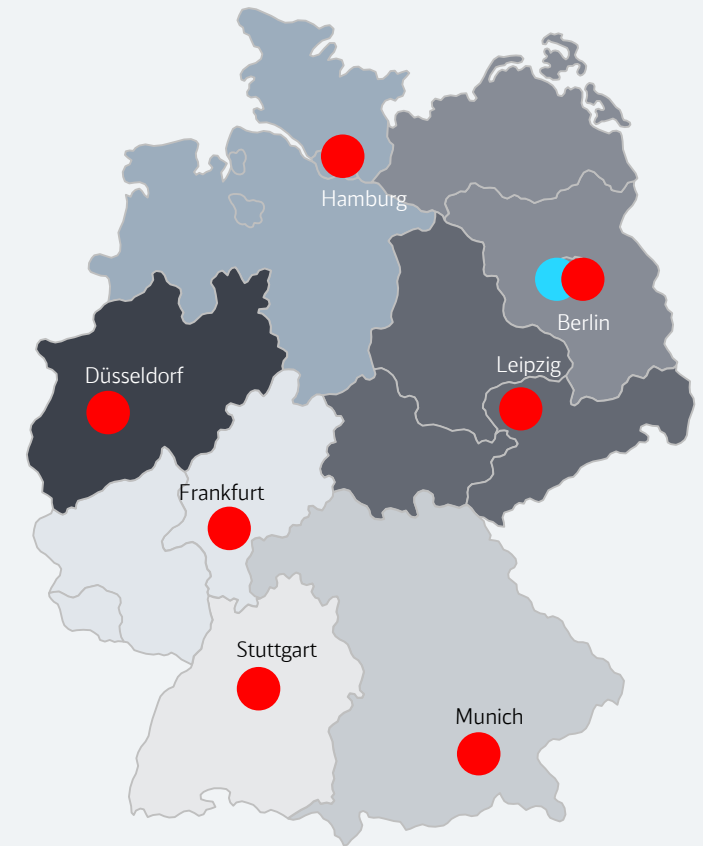 Hamburg
Berlin
Leipzig
Düsseldorf
Frankfurt
Stuttgart
Munich